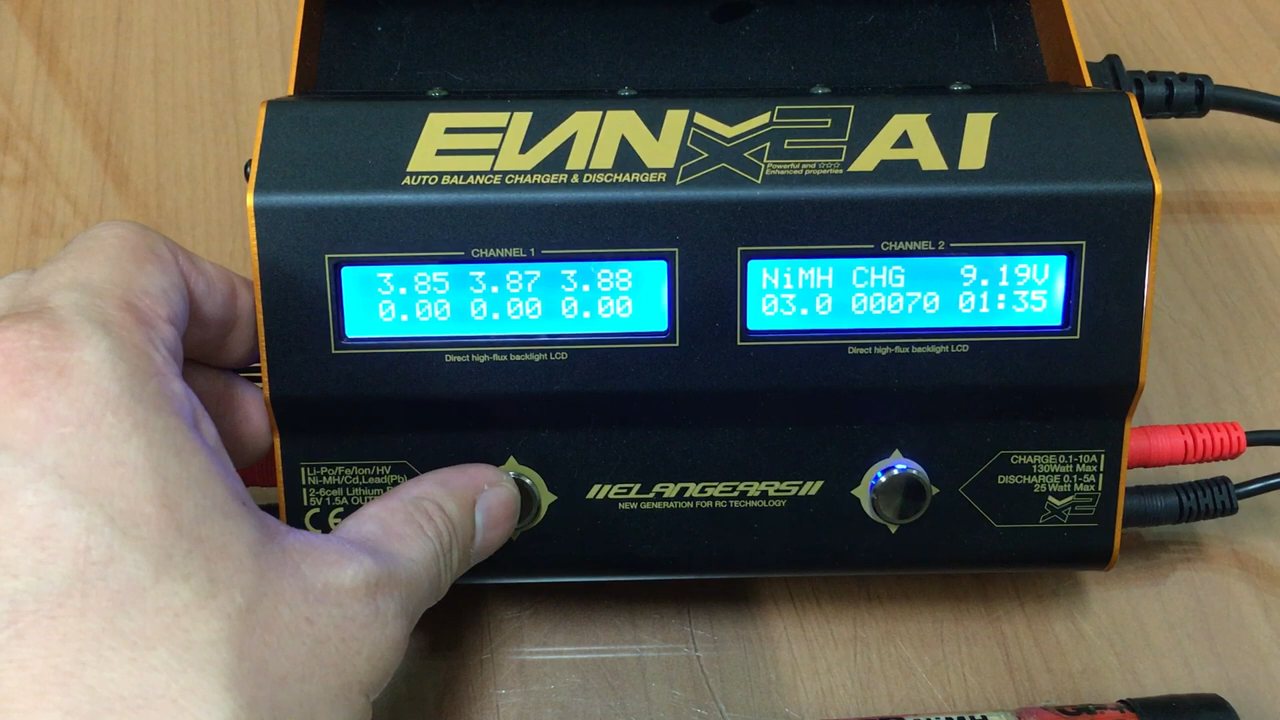 ENNX2 AI
AUTO BALANCE CHARGER & DISCHARGER
Powerful and ☆☆☆
Enhanced properties
CHANNEL 1
3.85 3.87 3.88
0.00 0.00 0.00
Direct high-flux backlight LCD
CHANNEL 2
NiMH CHG 9.19V
03.0 00070 01:35
Direct high-flux backlight LCD
Li-Po/Fe/Ion/HV
Ni-MH/Cd,Lead(Pb)
2-6cell Lithium
5V 1.5A
CE
//ELANGEARS//
NEW GENERATION FOR RC TECHNOLOGY
CHARGE 0.1-10A
130Watt Max
DISCHARGE 0.1-5A
25Watt Max
X2